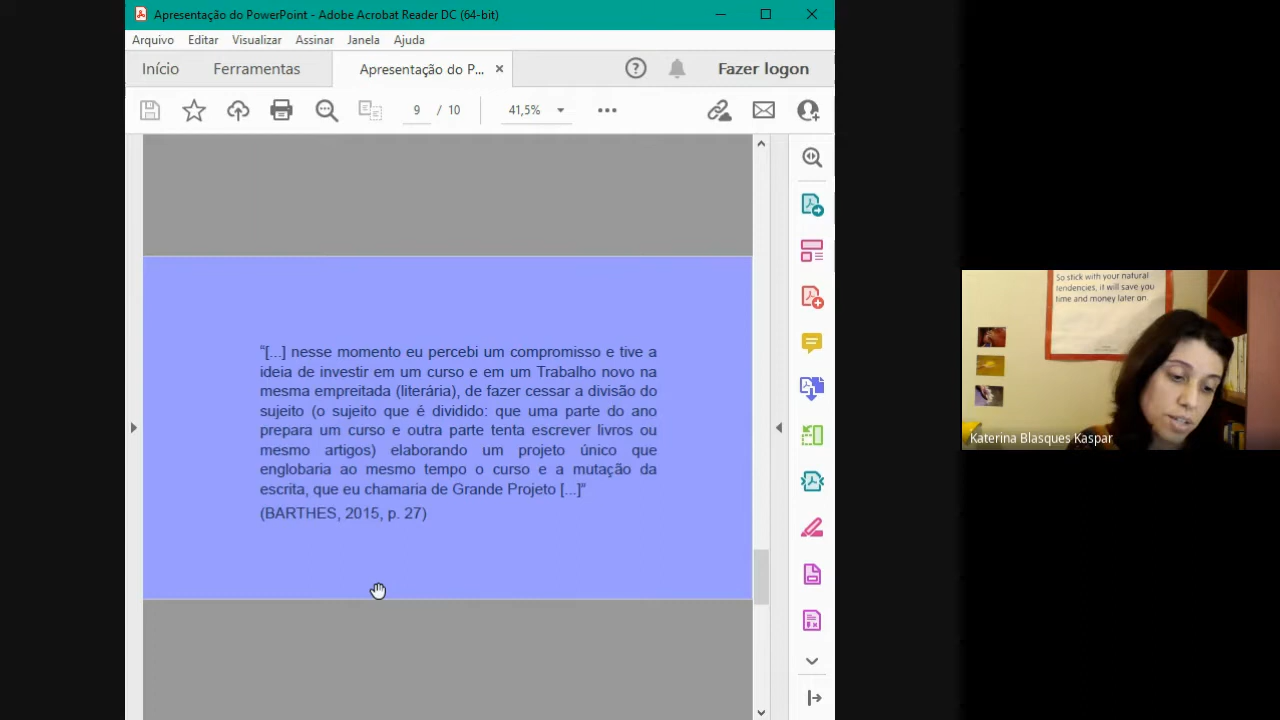 Apresentação do PowerPoint - Adobe Acrobat Reader DC (64-bit)
Arquivo Editar Visualizar Assinar Janela Ajuda
Início Ferramentas Apresentação do P... Fazer logon
9 / 10 41,5%
“[...] nesse momento eu percebi um compromisso e tive a
ideia de investir em um curso e em um Trabalho novo na
mesma empreitada (literária), de fazer cessar a divisão do
sujeito (o sujeito que é dividido: que uma parte do ano
prepara um curso e outra parte tenta escrever livros ou
mesmo artigos) elaborando um projeto único que
englobaria ao mesmo tempo o curso e a mutação da
escrita, que eu chamaria de Grande Projeto [...]”
(BARTHES, 2015, p. 27)
So stick with your natural
tendencies, it will save you
time and money later on.
Katerina Blasques Kaspar